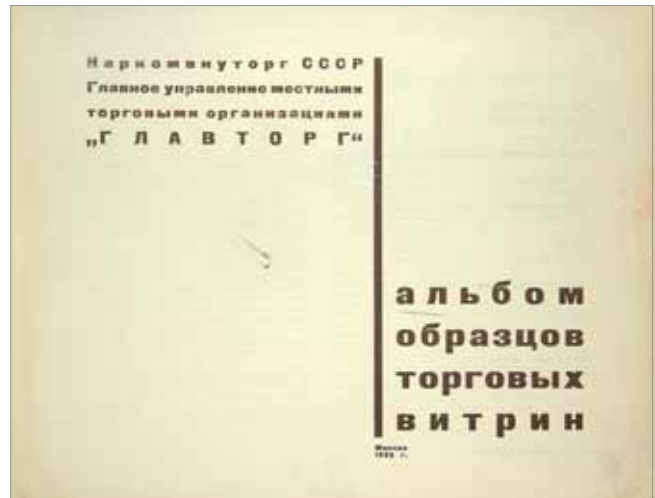 Наркомвнуторг СССР
Главное управление местными
торговыми организациями
„ГЛАВТОРГ“
альбом
образцов
торговых
витрин
Москва
г.